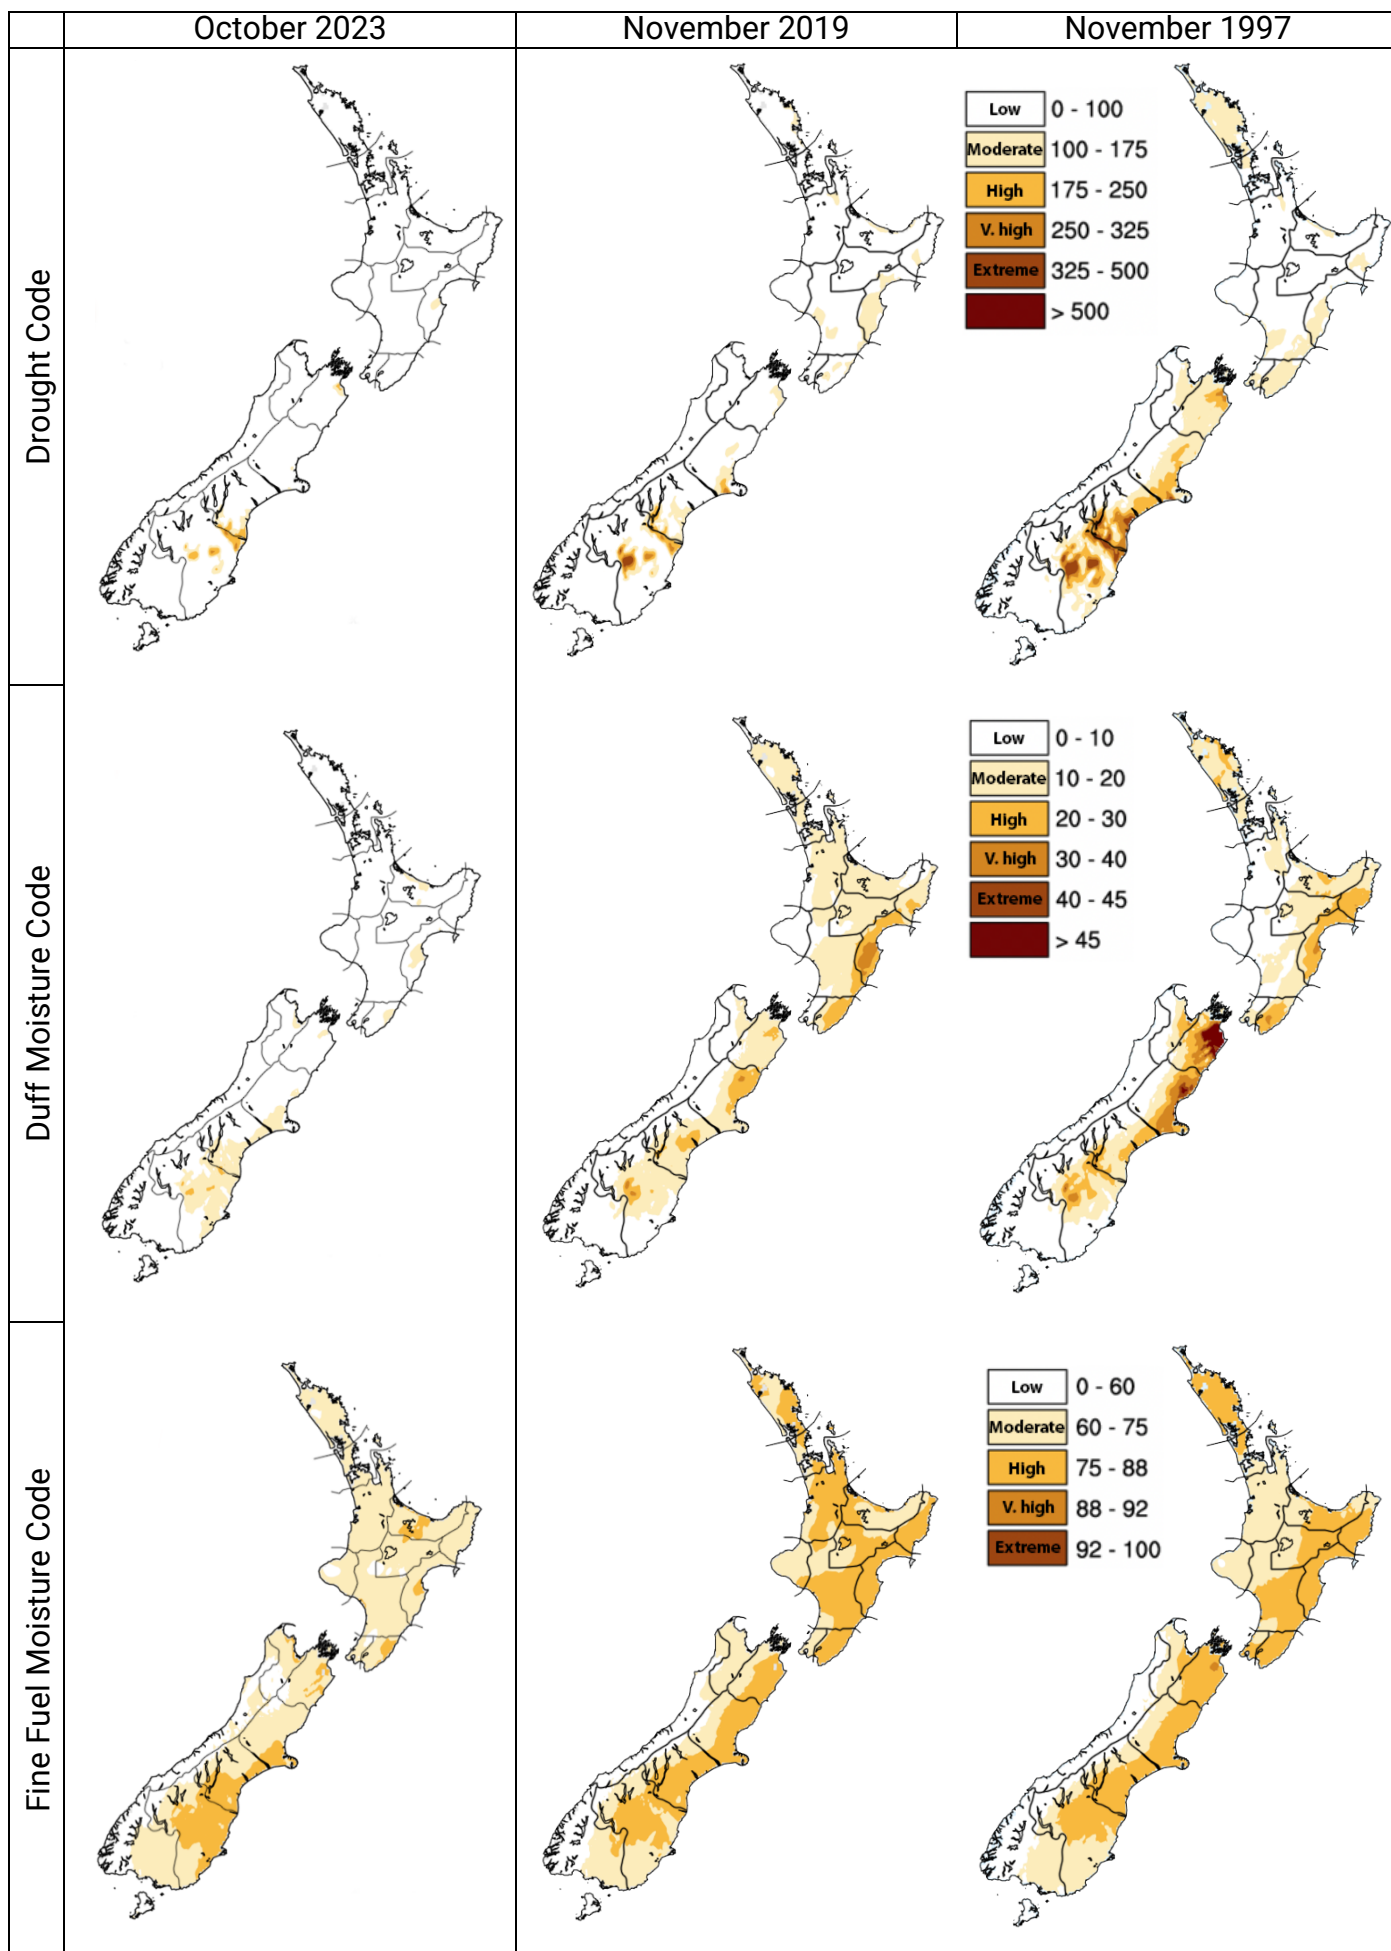 October 2023
November 2019
November 1997
Drought Code
Low 0 - 100
Moderate 100 - 175
High 175 - 250
V. high 250 - 325
Extreme 325 - 500
> 500
Duff Moisture Code
Low 0 - 10
Moderate 10 - 20
High 20 - 30
V. high 30 - 40
Extreme 40 - 45
> 45
Fine Fuel Moisture Code
Low 0 - 60
Moderate 60 - 75
High 75 - 88
V. high 88 - 92
Extreme 92 - 100